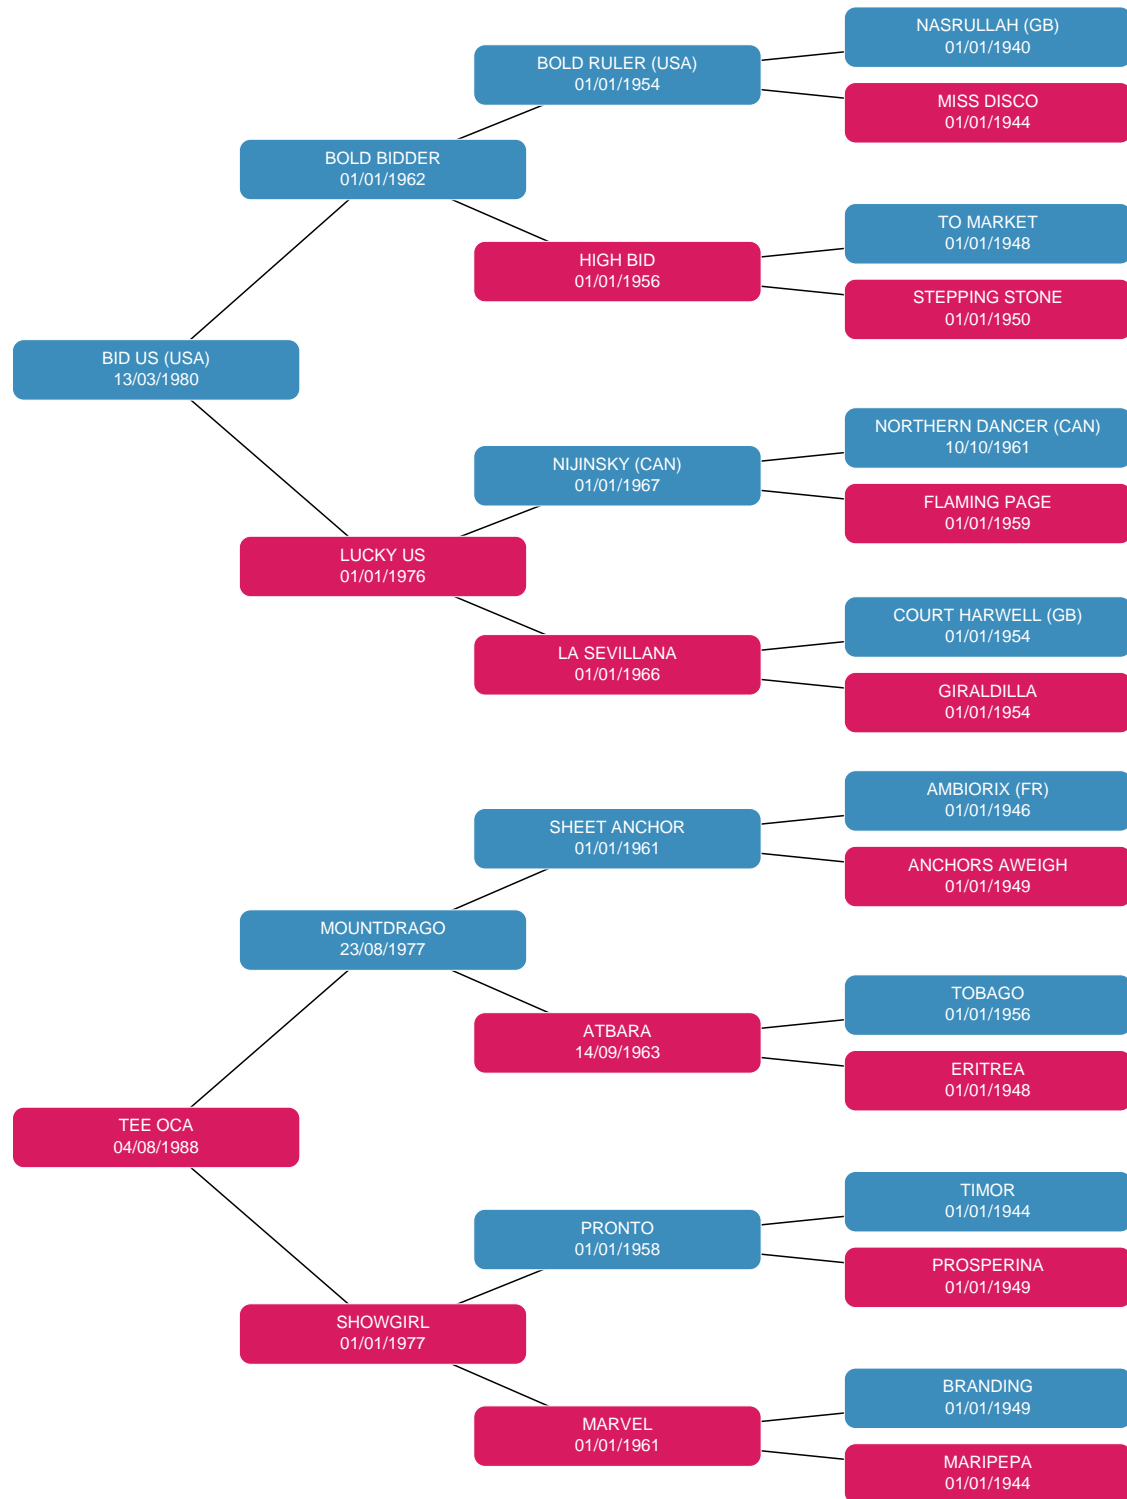 NASRULLAH (GB)
01/01/1940
BOLD RULER (USA)
01/01/1954
MISS DISCO
01/01/1944
BOLD BIDDER
01/01/1962
TO MARKET
01/01/1948
HIGH BID
01/01/1956
STEPPING STONE
01/01/1950
BID US (USA)
13/03/1980
NORTHERN DANCER (CAN)
10/10/1961
NIJINSKY (CAN)
01/01/1967
FLAMING PAGE
01/01/1959
LUCKY US
01/01/1976
COURT HARWELL (GB)
01/01/1954
LA SEVILLANA
01/01/1966
GIRALDILLA
01/01/1954
AMBIORIX (FR)
01/01/1946
SHEET ANCHOR
01/01/1961
ANCHORS AWEIGH
01/01/1949
MOUNTDRAGO
23/08/1977
TOBAGO
01/01/1956
ATBARA
14/09/1963
ERITREA
01/01/1948
TEE OCA
04/08/1988
TIMOR
01/01/1944
PRONTO
01/01/1958
PROSPERINA
01/01/1949
SHOWGIRL
01/01/1977
BRANDING
01/01/1949
MARVEL
01/01/1961
MARIPEPA
01/01/1944